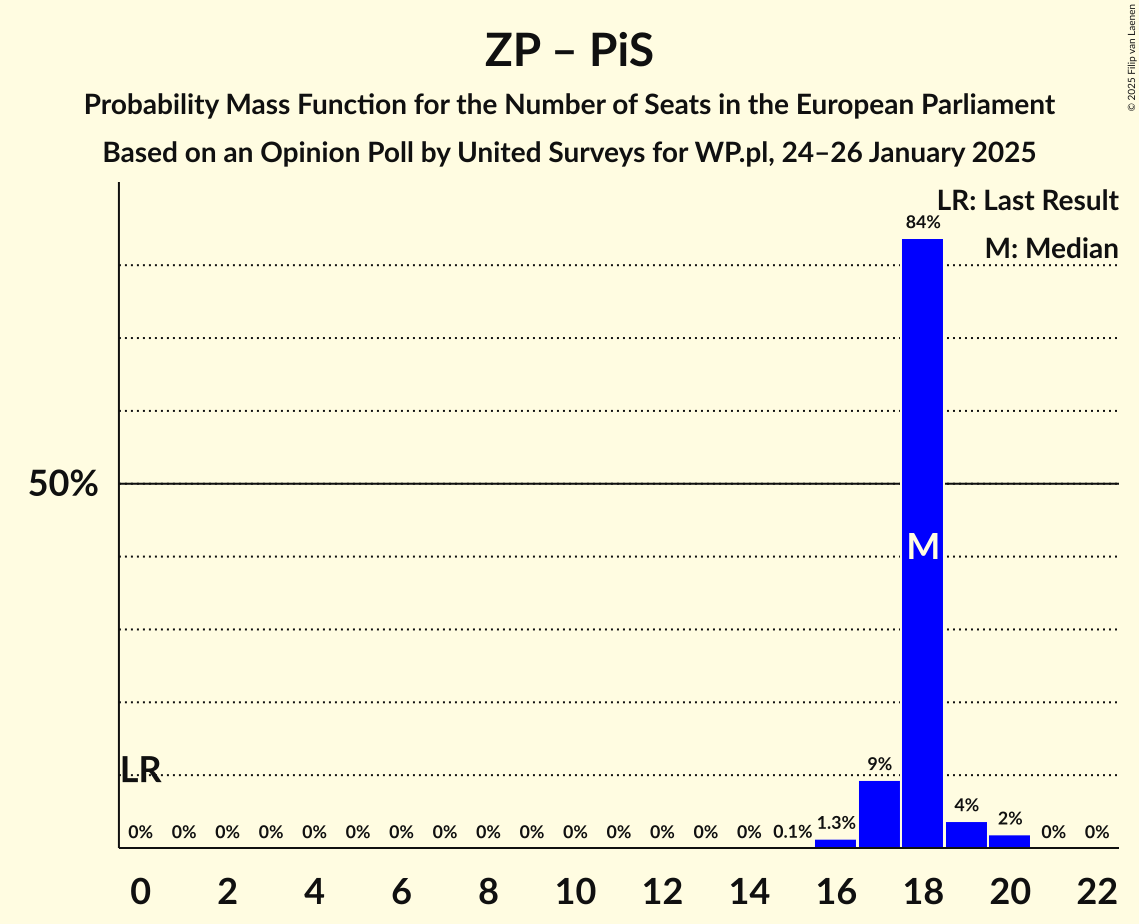 ZP – PiS
Probability Mass Function for the Number of Seats in the European Parliament
Based on an Opinion Poll by United Surveys for WP.pl, 24–26 January 2025
© 2025 Filip van Laenen
LR: Last Result
M: Median
84%
50%
M
LR
0% 0% 0% 0% 0% 0% 0% 0% 0% 0% 0% 0% 0% 0% 0% 0.1% 1.3% 9% 4% 2% 0% 0%
0 2 4 6 8 10 12 14 16 18 20 22